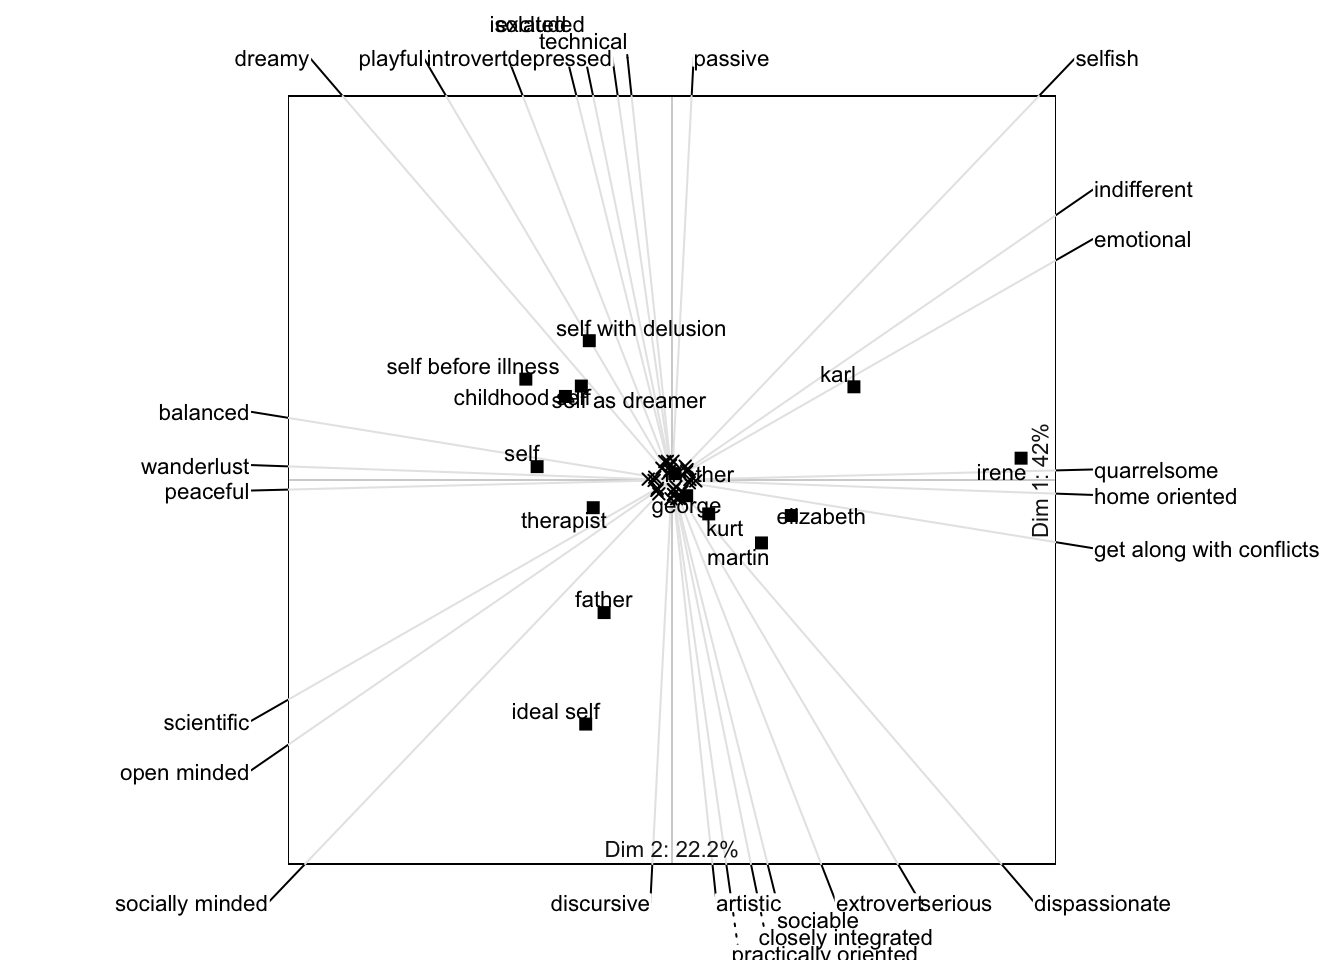 isolated
excluded
technical
dreamy
playful
introvert
depressed
passive
selfish
indifferent
emotional
self with delusion
self before illness
karl
childhood self
self as dreamer
balanced
self
wanderlust
peaceful
irene
Dim 1: 42%
quarrelsome
home oriented
george
therapist
kurt
elizabeth
martin
get along with conflicts
father
ideal self
scientific
open minded
Dim 2: 22.2%
socially minded
discursive
artistic
extrovert
serious
dispassionate
sociable
closely integrated
practically oriented